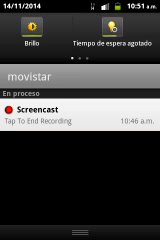 14/11/2014 10:51 a.m.
Brillo Tiempo de espera agotado
movistar
En proceso
Screencast
Tap To End Recording 10:46 a.m.